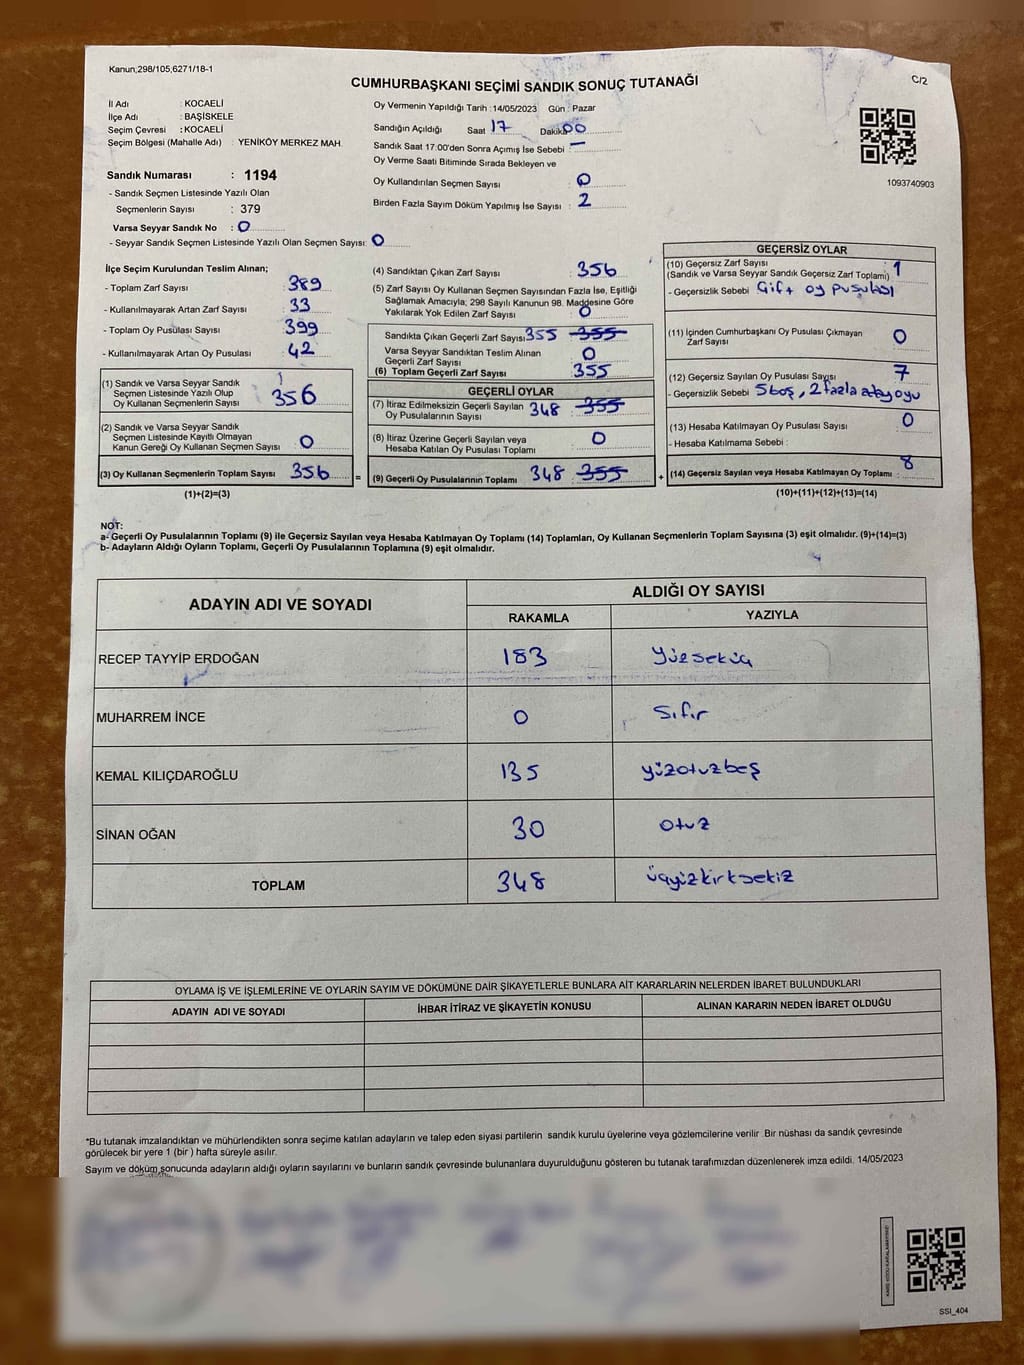 Kanun,298/105,6271/18-1
C/2
CUMHURBAŞKANI SEÇİMİ SANDIK SONUÇ TUTANAĞI
İl Adı : KOCAELİ
İlçe Adı : BAŞİSKELE
Seçim Çevresi : KOCAELİ
Seçim Bölgesi (Mahalle Adı) : YENİKÖY MERKEZ MAH.
Sandık Numarası : 1194
- Sandık Seçmen Listesinde Yazılı Olan
Seçmenlerin Sayısı : 379
Varsa Seyyar Sandık No : 0
- Seyyar Sandık Seçmen Listesinde Yazılı Olan Seçmen Sayısı: 0
Oy Vermenin Yapıldığı Tarih : 14/05/2023 Gün : Pazar
Sandığın Açıldığı Saat 17 Dakika 00
Sandık Saat 17:00'den Sonra Açımış İse Sebebi : —
Oy Verme Saati Bitiminde Sırada Bekleyen ve
Oy Kullandırılan Seçmen Sayısı : 0
Birden Fazla Sayım Döküm Yapılmış İse Sayısı : 2
1093740903
İlçe Seçim Kurulundan Teslim Alınan;
- Toplam Zarf Sayısı : 389
- Kullanılmayarak Artan Zarf Sayısı : 33
- Toplam Oy Pusulası Sayısı : 399
- Kullanılmayarak Artan Oy Pusulası : 42
(1) Sandık ve Varsa Seyyar Sandık
Seçmen Listesinde Yazılı Olup
Oy Kullanan Seçmenlerin Sayısı : 356
(2) Sandık ve Varsa Seyyar Sandık
Seçmen Listesinde Kayıtlı Olmayan
Kanun Gereği Oy Kullanan Seçmen Sayısı : 0
(3) Oy Kullanan Seçmenlerin Toplam Sayısı : 356 =
(1)+(2)=(3)
(4) Sandıktan Çıkan Zarf Sayısı : 356
(5) Zarf Sayısı Oy Kullanan Seçmen Sayısından Fazla İse, Eşitliği
Sağlamak Amacıyla; 298 Sayılı Kanunun 98. Maddesine Göre
Yakılarak Yok Edilen Zarf Sayısı : 0
Sandıkta Çıkan Geçerli Zarf Sayısı: 355 355
Varsa Seyyar Sandıktan Teslim Alınan
Geçerli Zarf Sayısı : 0
(6) Toplam Geçerli Zarf Sayısı : 355
GEÇERLİ OYLAR
(7) İtiraz Edilmeksizin Geçerli Sayılan
Oy Pusulalarının Sayısı : 348 355
(8) İtiraz Üzerine Geçerli Sayılan veya
Hesaba Katılan Oy Pusulaları Toplamı : 0
(9) Geçerli Oy Pusulalarının Toplamı : 348 355 +
GEÇERSİZ OYLAR
(10) Geçersiz Zarf Sayısı : 1
(Sandık ve Varsa Seyyar Sandık Geçersiz Zarf Toplamı)
- Geçersizlik Sebebi : Çift oy pusulası
(11) İçinden Cumhurbaşkanı Oy Pusulası Çıkmayan
Zarf Sayısı : 0
(12) Geçersiz Sayılan Oy Pusulası Sayısı : 7
- Geçersizlik Sebebi : 5 boş, 2 fazla aday oyu
(13) Hesaba Katılmayan Oy Pusulası Sayısı : 0
- Hesaba Katılmama Sebebi :
(14) Geçersiz Sayılan veya Hesaba Katılmayan Oy Toplamı : 8
(10)+(11)+(12)+(13)=(14)
NOT:
a- Geçerli Oy Pusulalarının Toplamı (9) ile Geçersiz Sayılan veya Hesaba Katılmayan Oy Toplamı (14) Toplamları, Oy Kullanan Seçmenlerin Toplam Sayısına (3) eşit olmalıdır. (9)+(14)=(3)
b- Adayların Aldığı Oyların Toplamı, Geçerli Oy Pusulalarının Toplamına (9) eşit olmalıdır.
ADAYIN ADI VE SOYADI
ALDIĞI OY SAYISI
RAKAMLA YAZIYLA
RECEP TAYYİP ERDOĞAN 183 yüzseksüç
MUHARREM İNCE 0 sıfır
KEMAL KILIÇDAROĞLU 135 yüzotuzbeş
SİNAN OĞAN 30 otuz
TOPLAM 348 üçyüzkırksekiz
OYLAMA İŞ VE İŞLEMLERİNE VE OYLARIN SAYIM VE DÖKÜMÜNE DAİR ŞİKAYETLERLE BUNLARA AİT KARARLARIN NELERDEN İBARET BULUNDUKLARI
ADAYIN ADI VE SOYADI İHBAR İTİRAZ VE ŞİKAYETİN KONUSU ALINAN KARARIN NEDEN İBARET OLDUĞU
*Bu tutanak imzalandıktan ve mühürlendikten sonra seçime katılan adayların ve talep eden siyasi partilerin sandık kurulu üyelerine veya gözlemcilerine verilir .Bir nüshası da sandık çevresinde
görülecek bir yere 1 (bir ) hafta süreyle asılır.
Sayım ve döküm sonucunda adayların aldığı oyların sayılarını ve bunların sandık çevresinde bulunanlara duyurulduğunu gösteren bu tutanak tarafımızdan düzenlenerek imza edildi. 14/05/2023
SSI_404